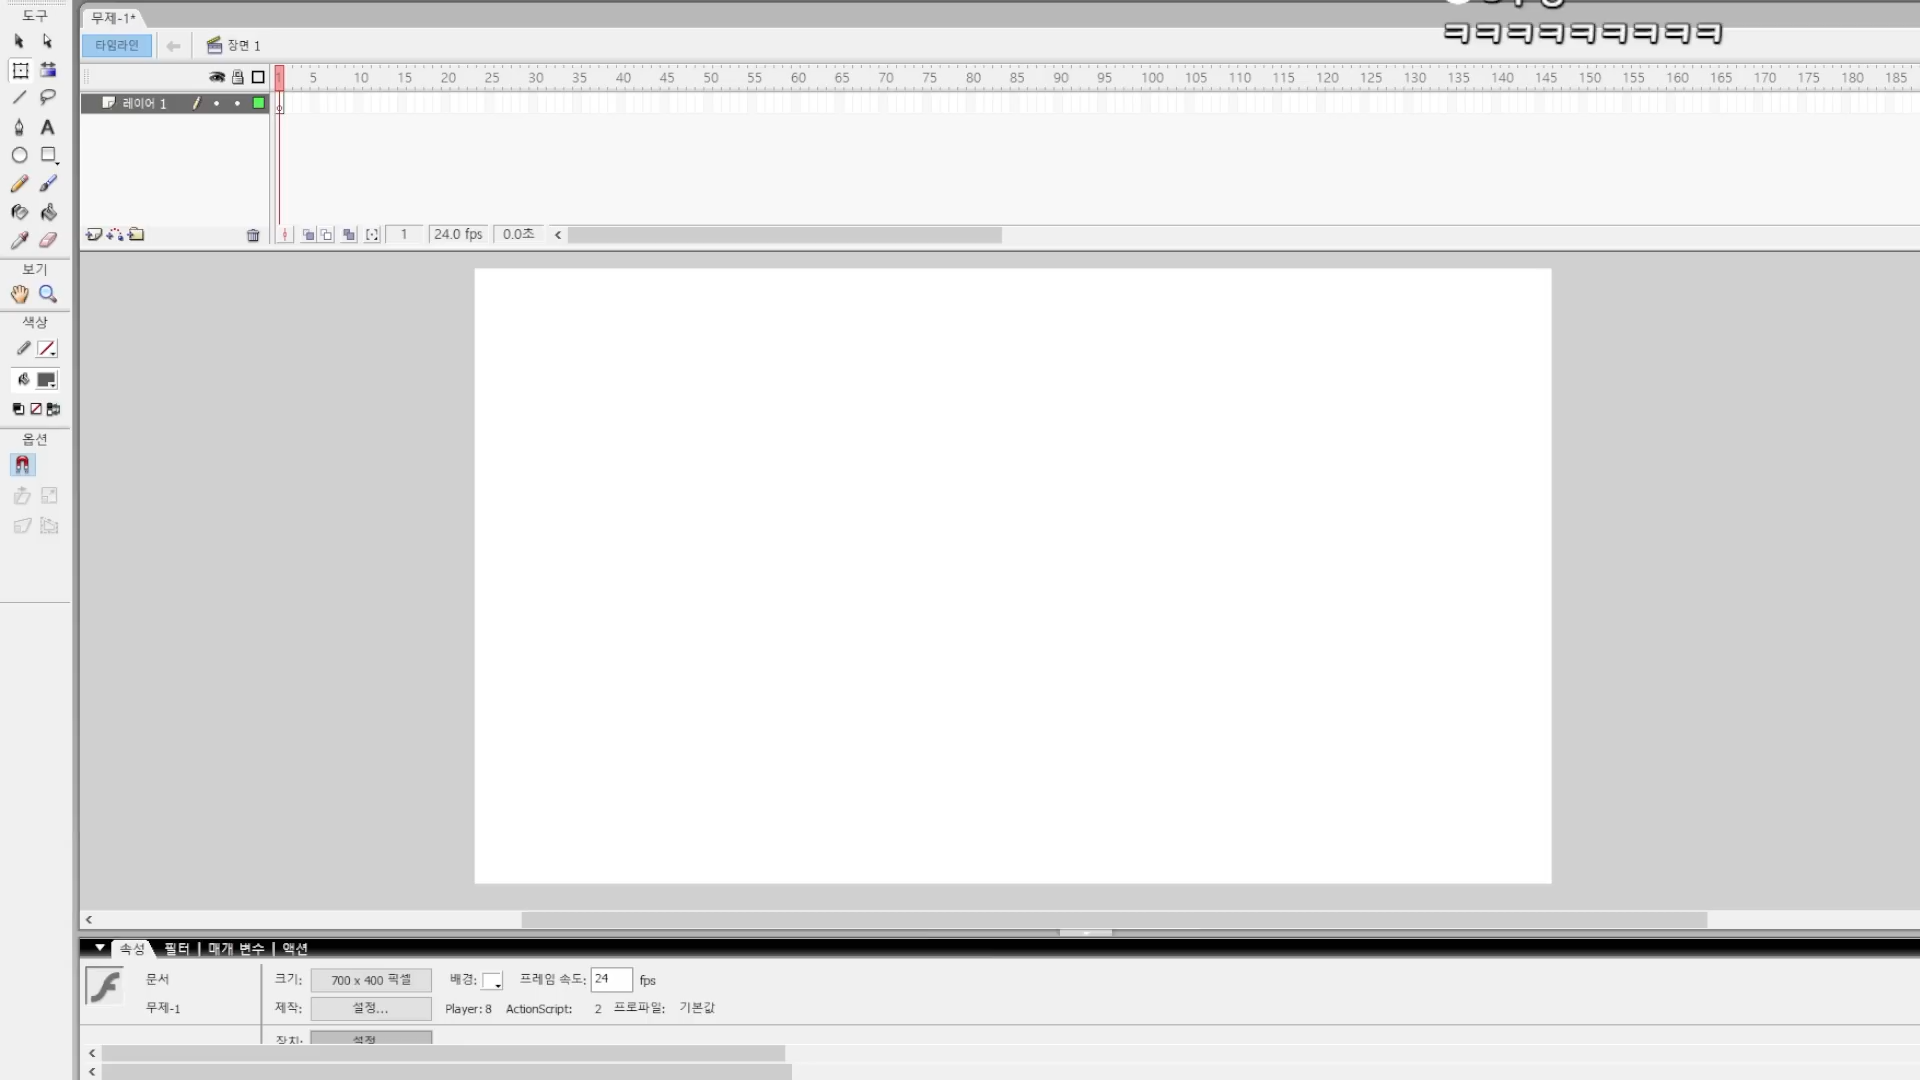 도구
무제-1*
ㅋㅋㅋㅋㅋㅋㅋㅋㅋ
타임라인
장면 1
1 5 10 15 20 25 30 35 40 45 50 55 60 65 70 75 80 85 90 95 100 105 110 115 120 125 130 135 140 145 150 155 160 165 170 175 180 185
레이어 1
1 24.0 fps 0.0초
보기
색상
옵션
속성 필터 | 매개 변수 | 액션
문서 크기: 700 x 400 픽셀 배경: 프레임 속도: 24 fps
무제-1 제작: 설정... Player: 8 ActionScript: 2 프로파일: 기본값
장치: 설정